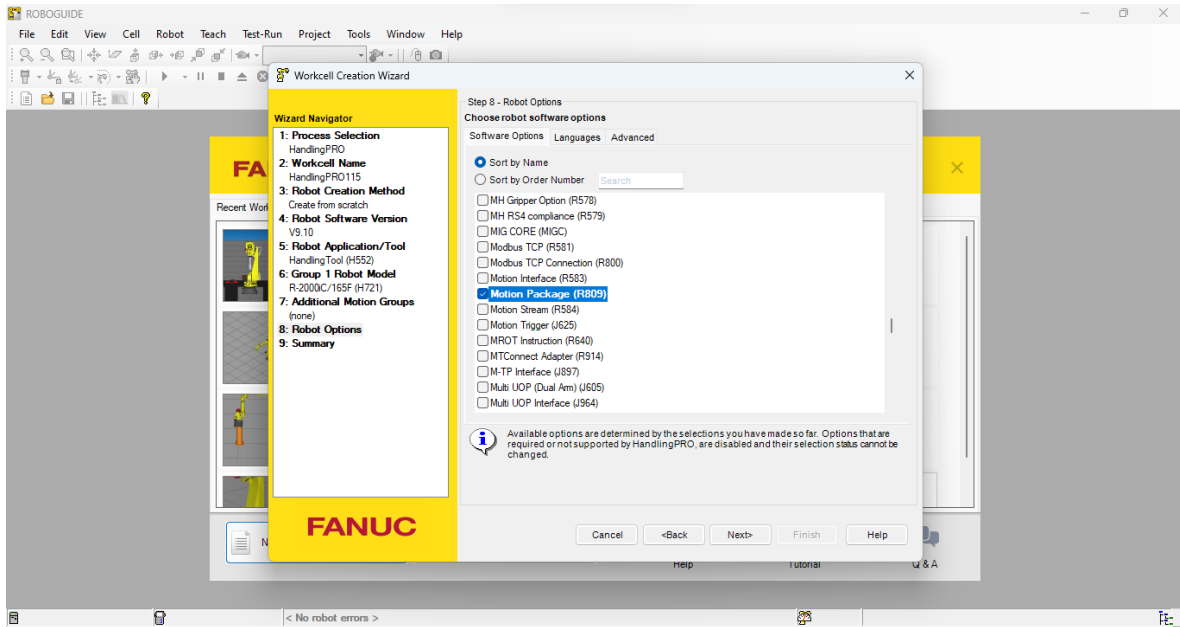 ROBOGUIDE
File Edit View Cell Robot Teach Test-Run Project Tools Window Help
Workcell Creation Wizard
Wizard Navigator
1: Process Selection
HandlingPRO
2: Workcell Name
HandlingPRO115
3: Robot Creation Method
Create from scratch
4: Robot Software Version
V9.10
5: Robot Application/Tool
HandlingTool (H552)
6: Group 1 Robot Model
R-2000iC/165F (H721)
7: Additional Motion Groups
(none)
8: Robot Options
9: Summary
FANUC
Step 8 - Robot Options
Choose robot software options
Software Options Languages Advanced
Sort by Name
Sort by Order Number Search
MH Gripper Option (R578)
MH RS4 compliance (R579)
MIG CORE (MIGC)
Modbus TCP (R581)
Modbus TCP Connection (R800)
Motion Interface (R583)
Motion Package (R809)
Motion Stream (R584)
Motion Trigger (J625)
MROT Instruction (R640)
MTConnect Adapter (R914)
M-TP Interface (J897)
Multi UOP (Dual Arm) (J605)
Multi UOP Interface (J964)
Available options are determined by the selections you have made so far. Options that are
required or not supported by HandlingPRO, are disabled and their selection status cannot be
changed.
Cancel <Back Next> Finish Help
FA
Recent Wor
N
Help Tutorial Q & A
< No robot errors >